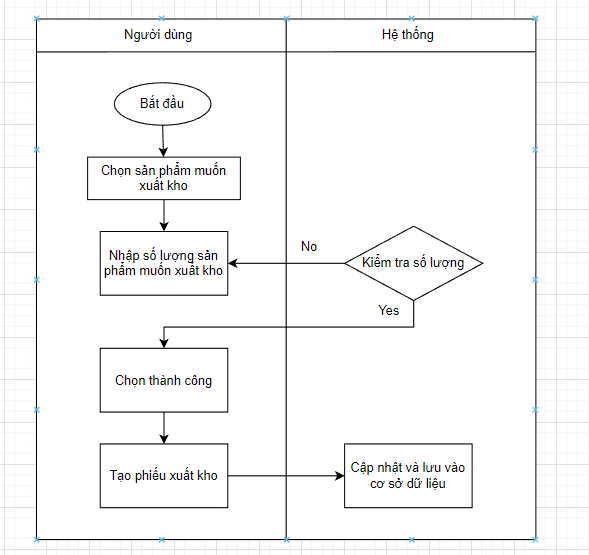 Người dùng
Hệ thống
Bắt đầu
Chọn sản phẩm muốn
xuất kho
Nhập số lượng sản
phẩm muốn xuất kho
No
Kiểm tra số lượng
Yes
Chọn thành công
Tạo phiếu xuất kho
Cập nhật và lưu vào
cơ sở dữ liệu